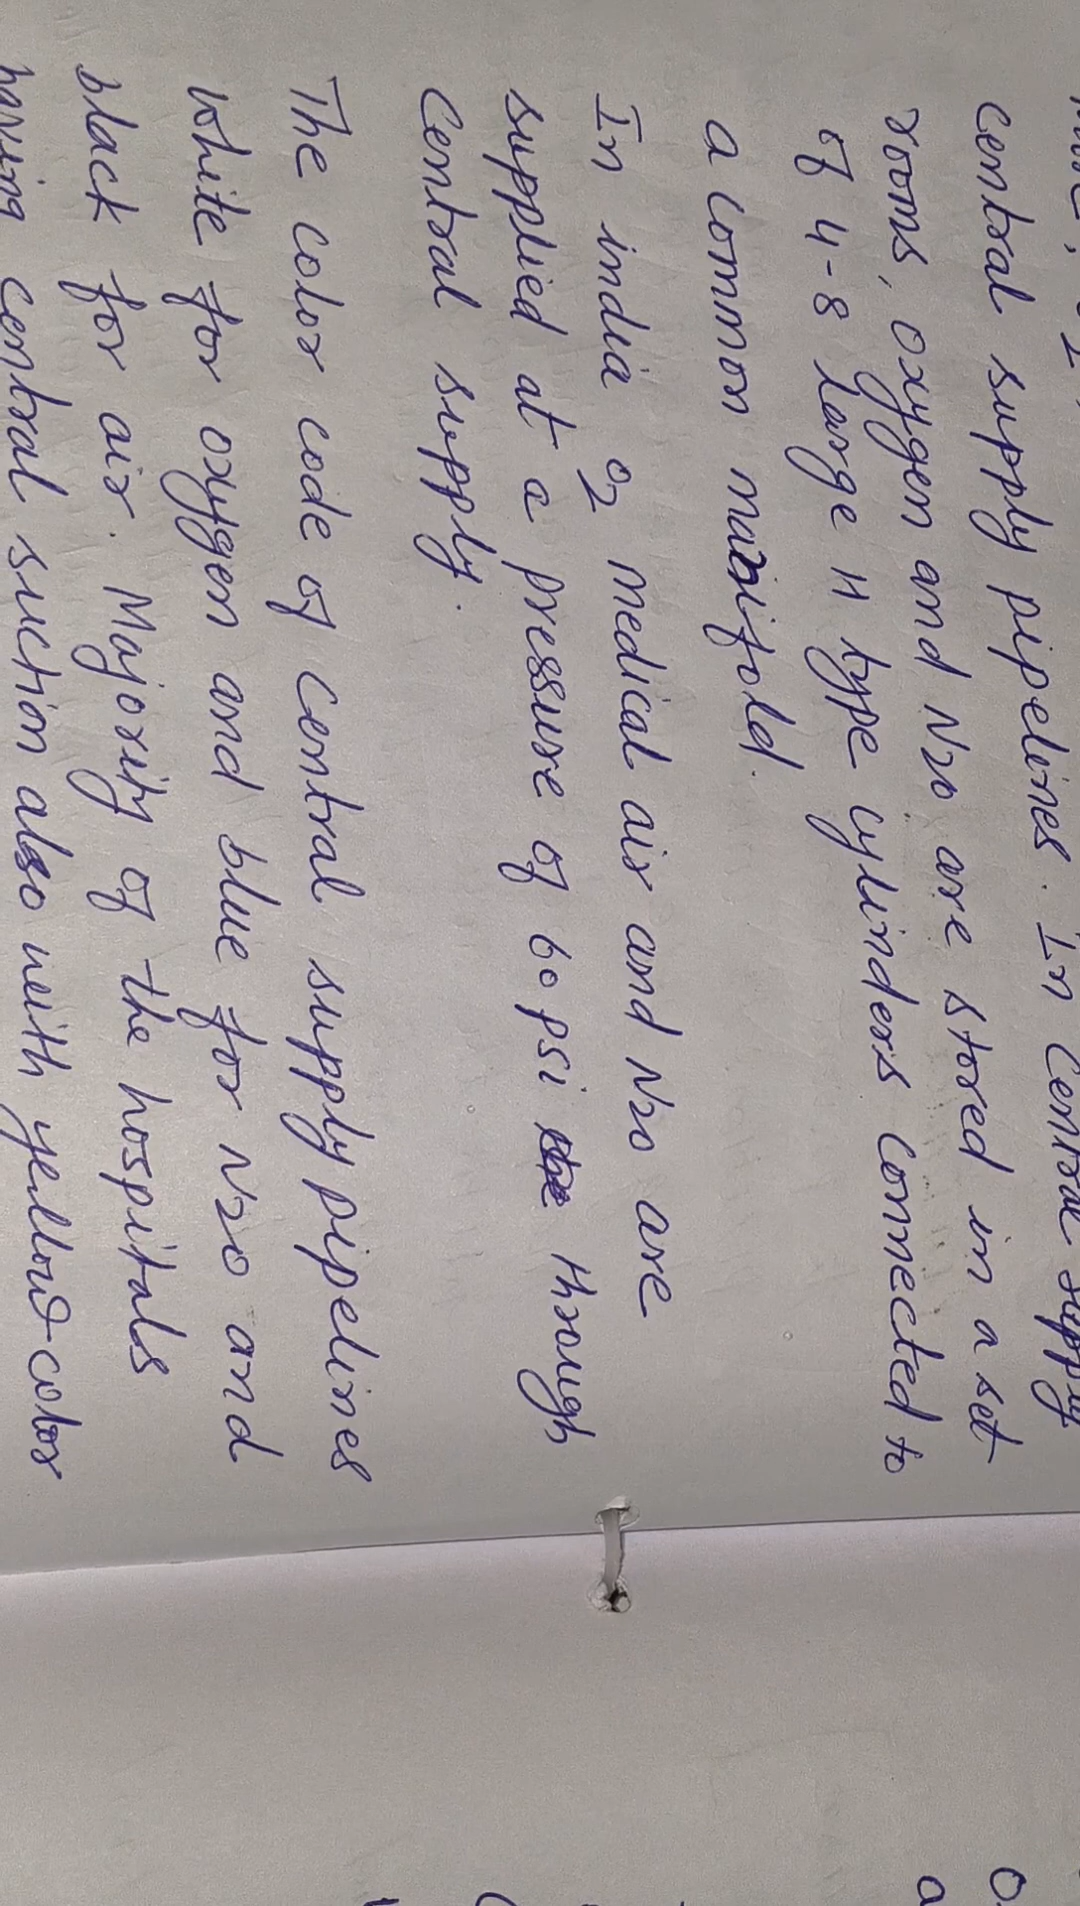 central supply pipelines. In Central supply
rooms, oxygen and N2O are stored in a set
of 4-8 large H type cylinders connected to
a common manifold.
In india O2 medical air and N2O are
supplied at a pressure of 60 psi through
Central supply.
The color code of central supply pipelines
white for oxygen and blue for N2O and
black for air. Majority of the hospitals
having central suction also with yellow color